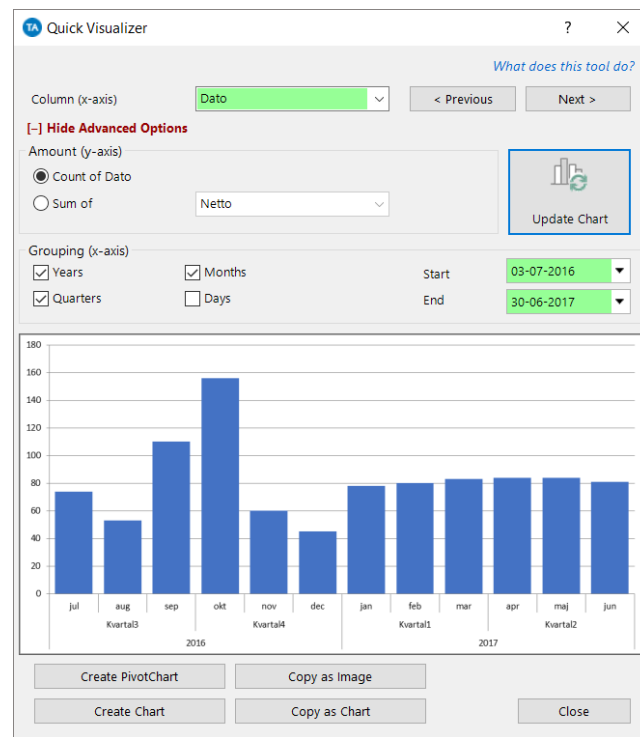 TA Quick Visualizer
What does this tool do?
Column (x-axis) Dato < Previous Next >
[–] Hide Advanced Options
Amount (y-axis)
Count of Dato
Sum of Netto
Update Chart
Grouping (x-axis)
Years Months Start 03-07-2016
Quarters Days End 30-06-2017
180
160
140
120
100
80
60
40
20
0
jul aug sep okt nov dec jan feb mar apr maj jun
Kvartal3 Kvartal4 Kvartal1 Kvartal2
2016 2017
Create PivotChart Copy as Image
Create Chart Copy as Chart Close